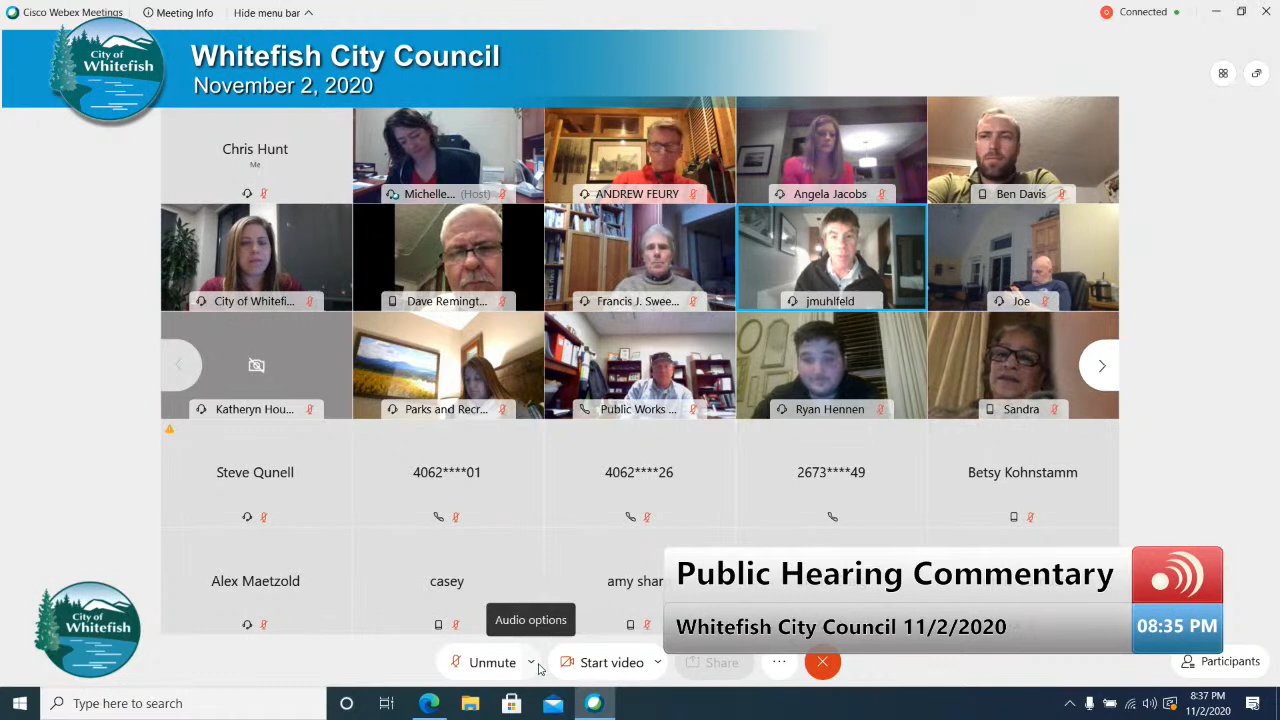 Cisco Webex Meetings
Meeting Info
Hide menu bar
Connected
City of
Whitefish
Whitefish City Council
November 2, 2020
Chris Hunt
Me
Michelle... (Host)
ANDREW FEURY
Angela Jacobs
Ben Davis
City of Whitefi...
Dave Remingt...
Francis J. Swee...
jmuhlfeld
Joe
Katheryn Hou...
Parks and Recr...
Public Works ...
Ryan Hennen
Sandra
Steve Qunell
4062****01
4062****26
2673****49
Betsy Kohnstamm
Alex Maetzold
casey
amy shar
Public Hearing Commentary
Whitefish City Council 11/2/2020
08:35 PM
City of
Whitefish
Audio options
Unmute
Start video
Share
Participants
Type here to search
8:37 PM
11/2/2020